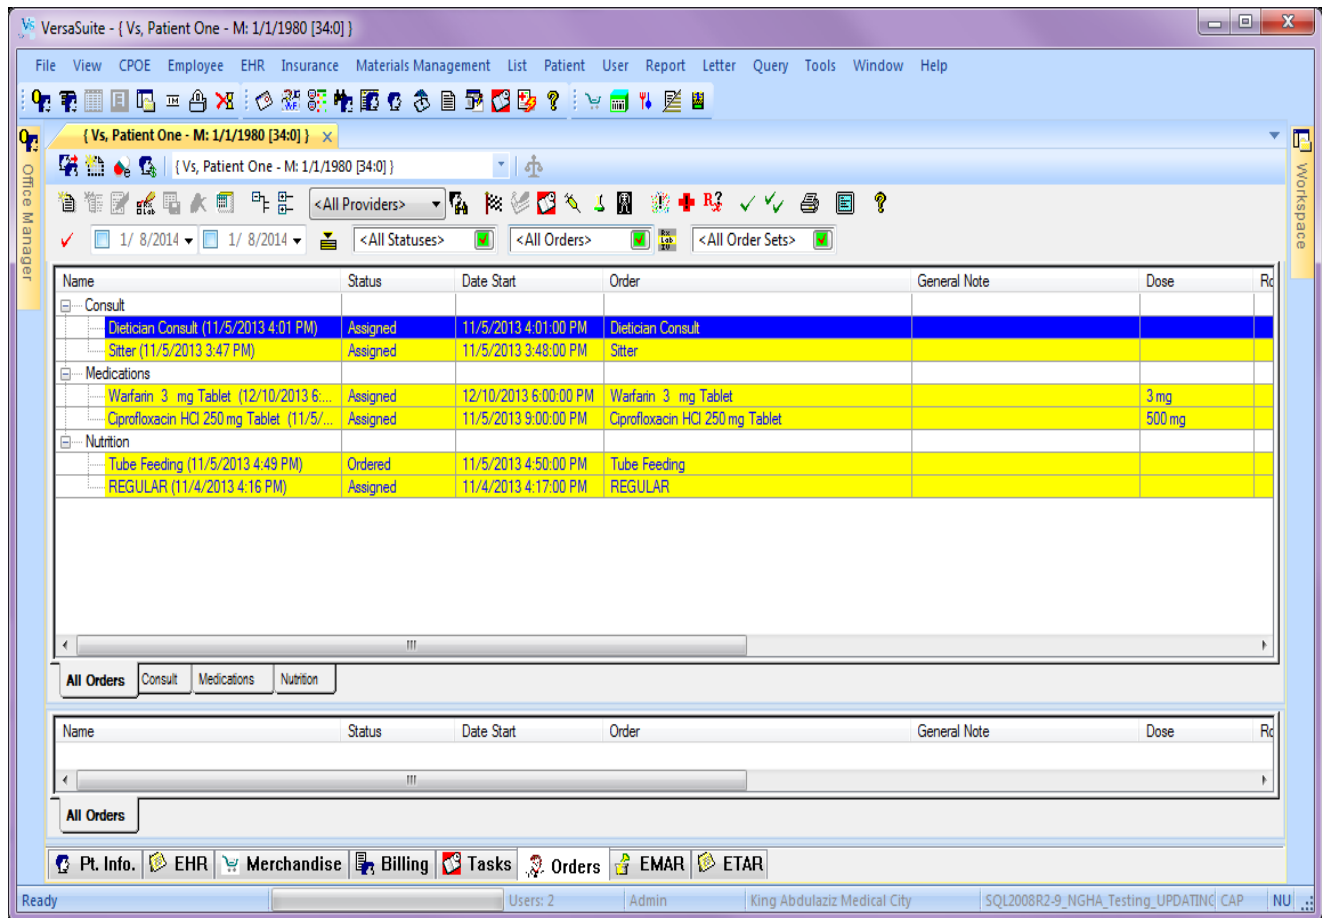 VersaSuite - { Vs, Patient One - M: 1/1/1980 [34:0] }
File View CPOE Employee EHR Insurance Materials Management List Patient User Report Letter Query Tools Window Help
{ Vs, Patient One - M: 1/1/1980 [34:0] } x
Office Manager
Workspace
{ Vs, Patient One - M: 1/1/1980 [34:0] }
<All Providers>
1/ 8/2014 1/ 8/2014 <All Statuses> <All Orders> <All Order Sets>
Name Status Date Start Order General Note Dose Ro
Consult
Dietician Consult (11/5/2013 4:01 PM) Assigned 11/5/2013 4:01:00 PM Dietician Consult
Sitter (11/5/2013 3:47 PM) Assigned 11/5/2013 3:48:00 PM Sitter
Medications
Warfarin 3 mg Tablet (12/10/2013 6:... Assigned 12/10/2013 6:00:00 PM Warfarin 3 mg Tablet 3 mg
Ciprofloxacin HCl 250 mg Tablet (11/5/... Assigned 11/5/2013 9:00:00 PM Ciprofloxacin HCl 250 mg Tablet 500 mg
Nutrition
Tube Feeding (11/5/2013 4:49 PM) Ordered 11/5/2013 4:50:00 PM Tube Feeding
REGULAR (11/4/2013 4:16 PM) Assigned 11/4/2013 4:17:00 PM REGULAR
All Orders Consult Medications Nutrition
Name Status Date Start Order General Note Dose Ro
All Orders
Pt. Info. EHR Merchandise Billing Tasks Orders EMAR ETAR
Ready Users: 2 Admin King Abdulaziz Medical City SQL2008R2-9_NGHA_Testing_UPDATING CAP NU